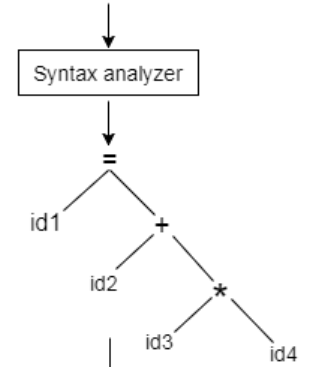 Syntax analyzer
=
id1
+
id2
*
id3
id4